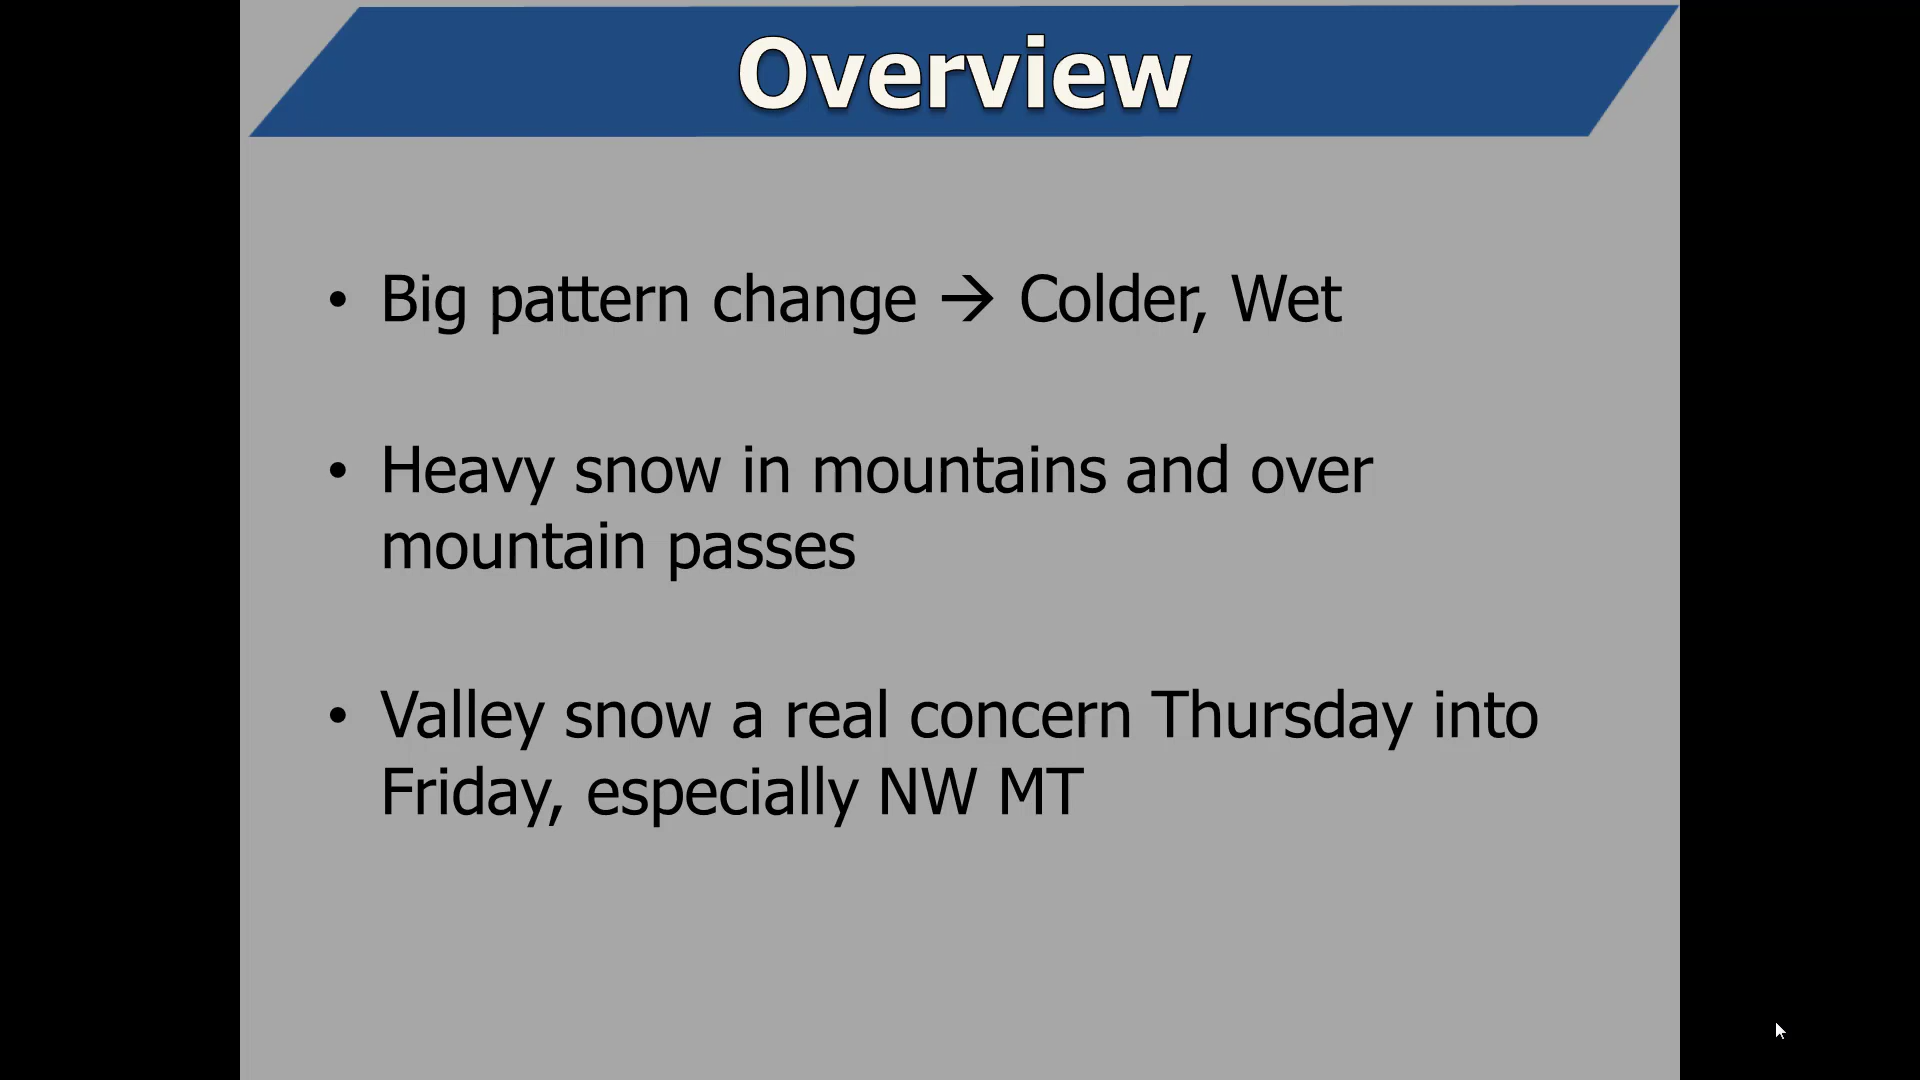 Overview
• Big pattern change → Colder, Wet
• Heavy snow in mountains and over
mountain passes
• Valley snow a real concern Thursday into
Friday, especially NW MT